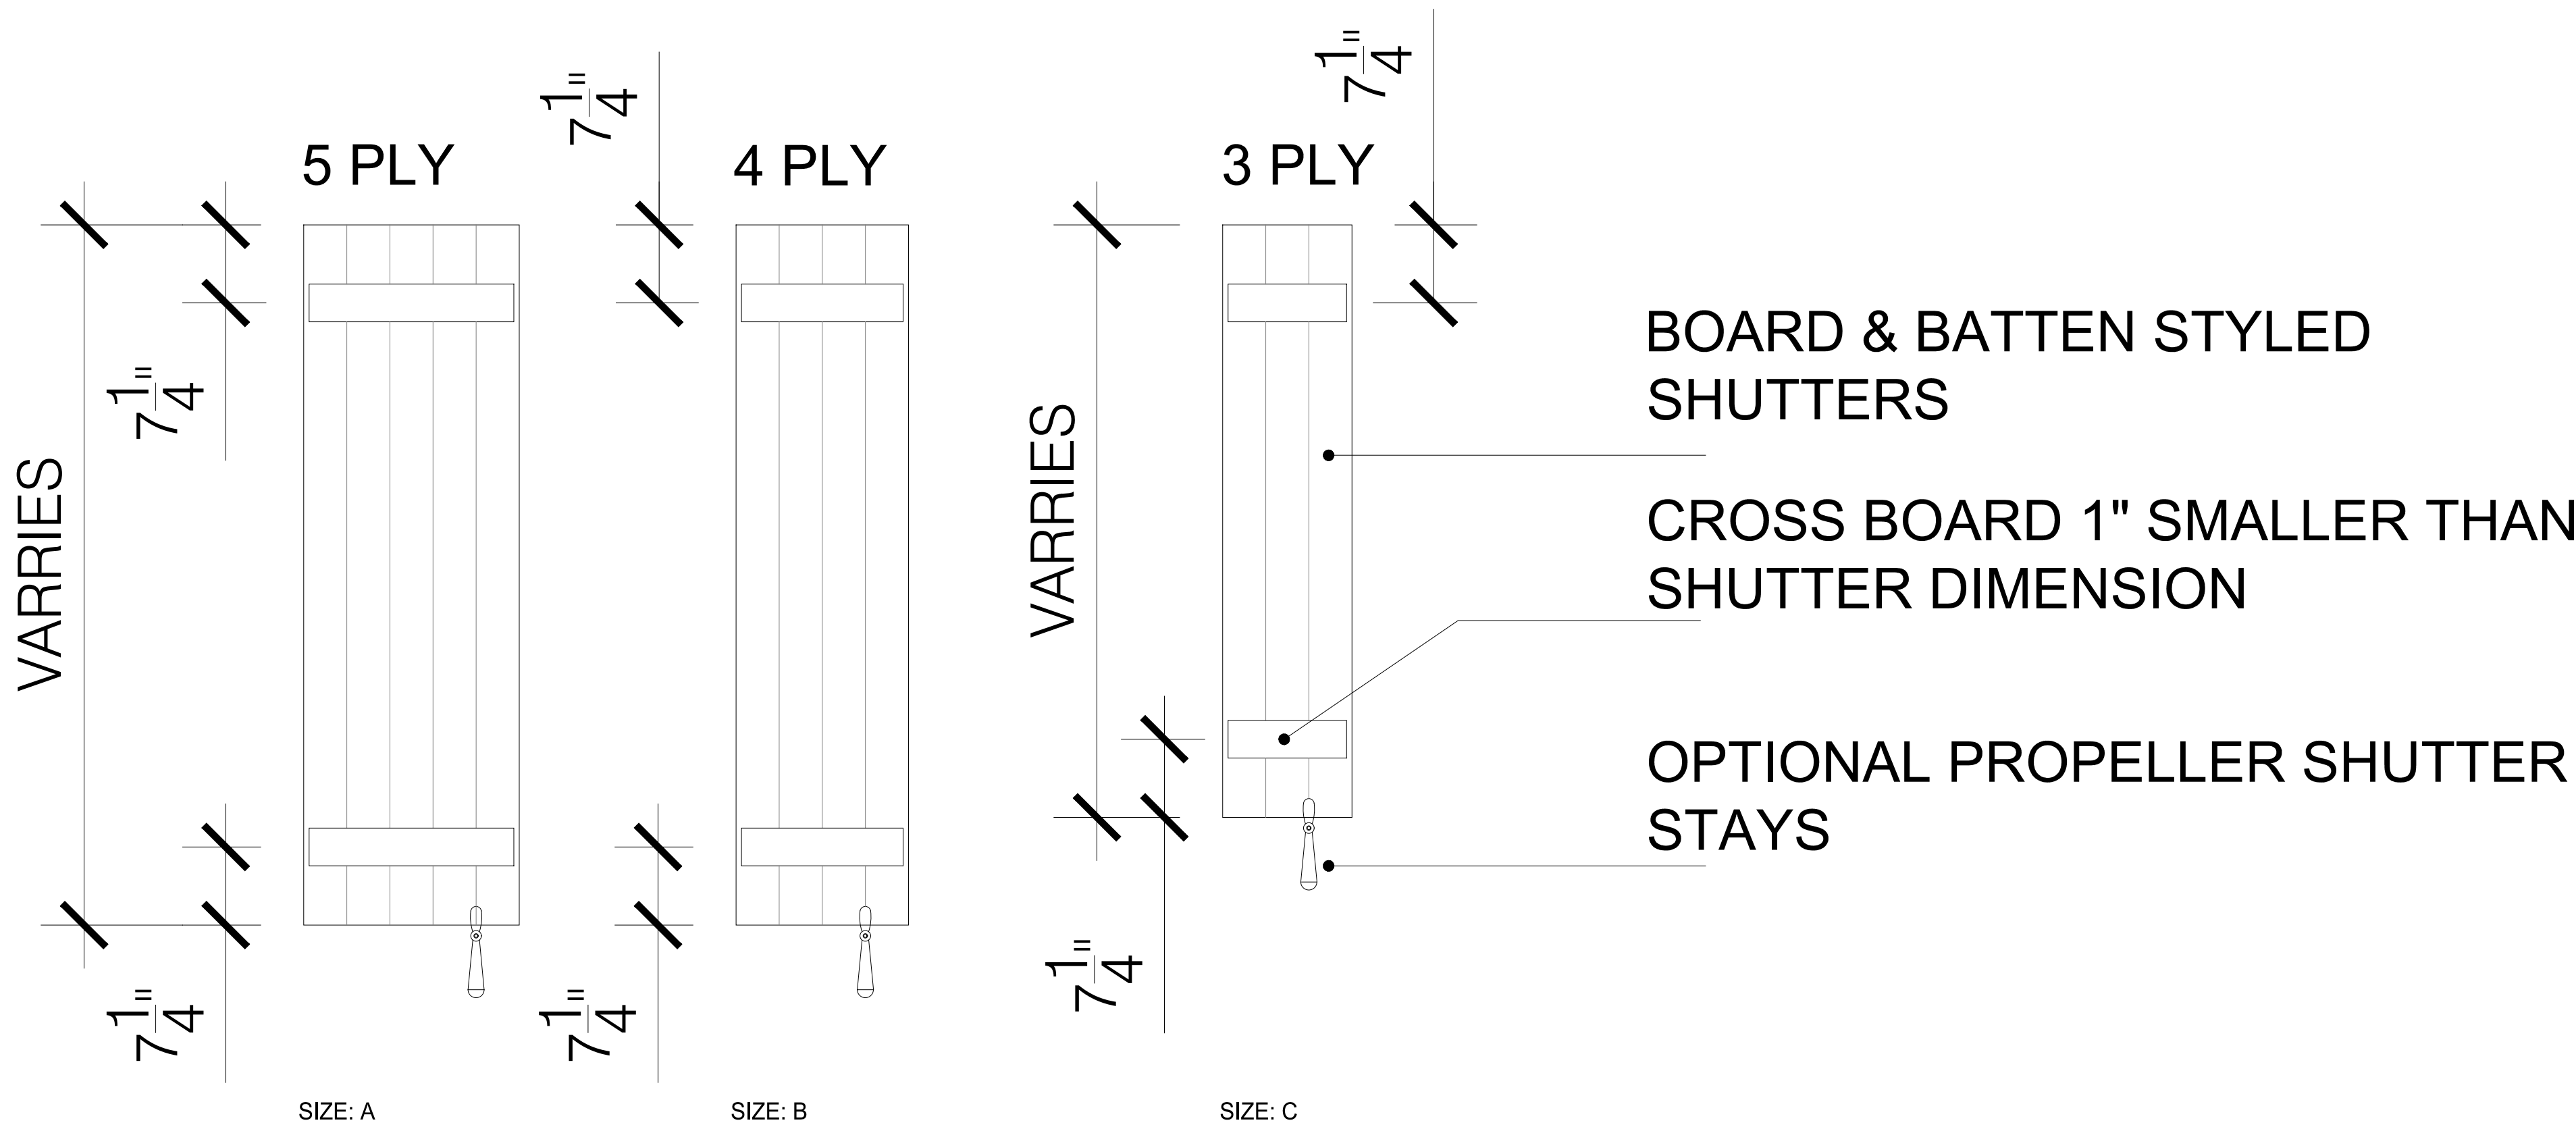 7 1/4"
7 1/4"
5 PLY
4 PLY
3 PLY
7 1/4"
VARRIES
VARRIES
BOARD & BATTEN STYLED
SHUTTERS
CROSS BOARD 1" SMALLER THAN
SHUTTER DIMENSION
OPTIONAL PROPELLER SHUTTER
STAYS
7 1/4"
7 1/4"
7 1/4"
SIZE: A
SIZE: B
SIZE: C